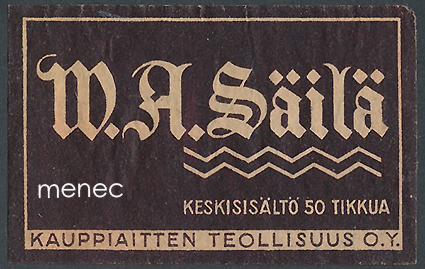 W.A.Säilä
menec
KESKISISÄLTÖ 50 TIKKUA
KAUPPIAITTEN TEOLLISUUS O.Y.